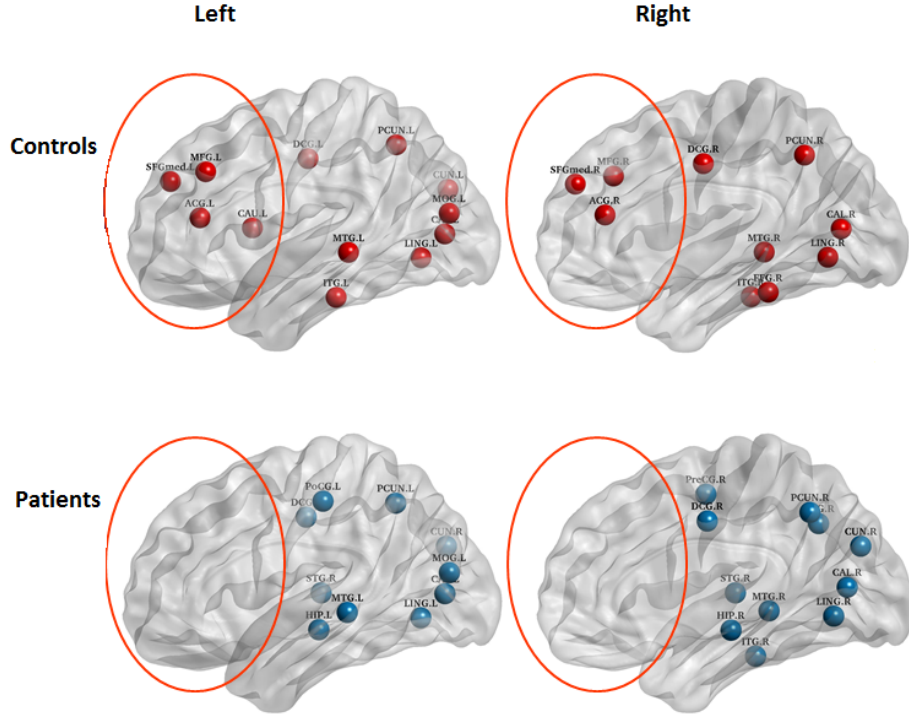 Left
Right
Controls
PCUN.L
DCG.L
MFG.L
SFGmed.L
CUN.L
ACG.L
MOG.L
CAU.L
MTG.L
LING.L
ITG.L
DCG.R
PCUN.R
MFG.R
SFGmed.R
ACG.R
CAL.R
MTG.R
LING.R
FFG.R
Patients
PoCG.L
PCUN.L
CUN.R
MOG.L
STG.R
MTG.L
LING.L
HIP.L
PreCG.R
PCUN.R
DCG.R
CUN.R
CAL.R
STG.R
MTG.R
LING.R
HIP.R
ITG.R